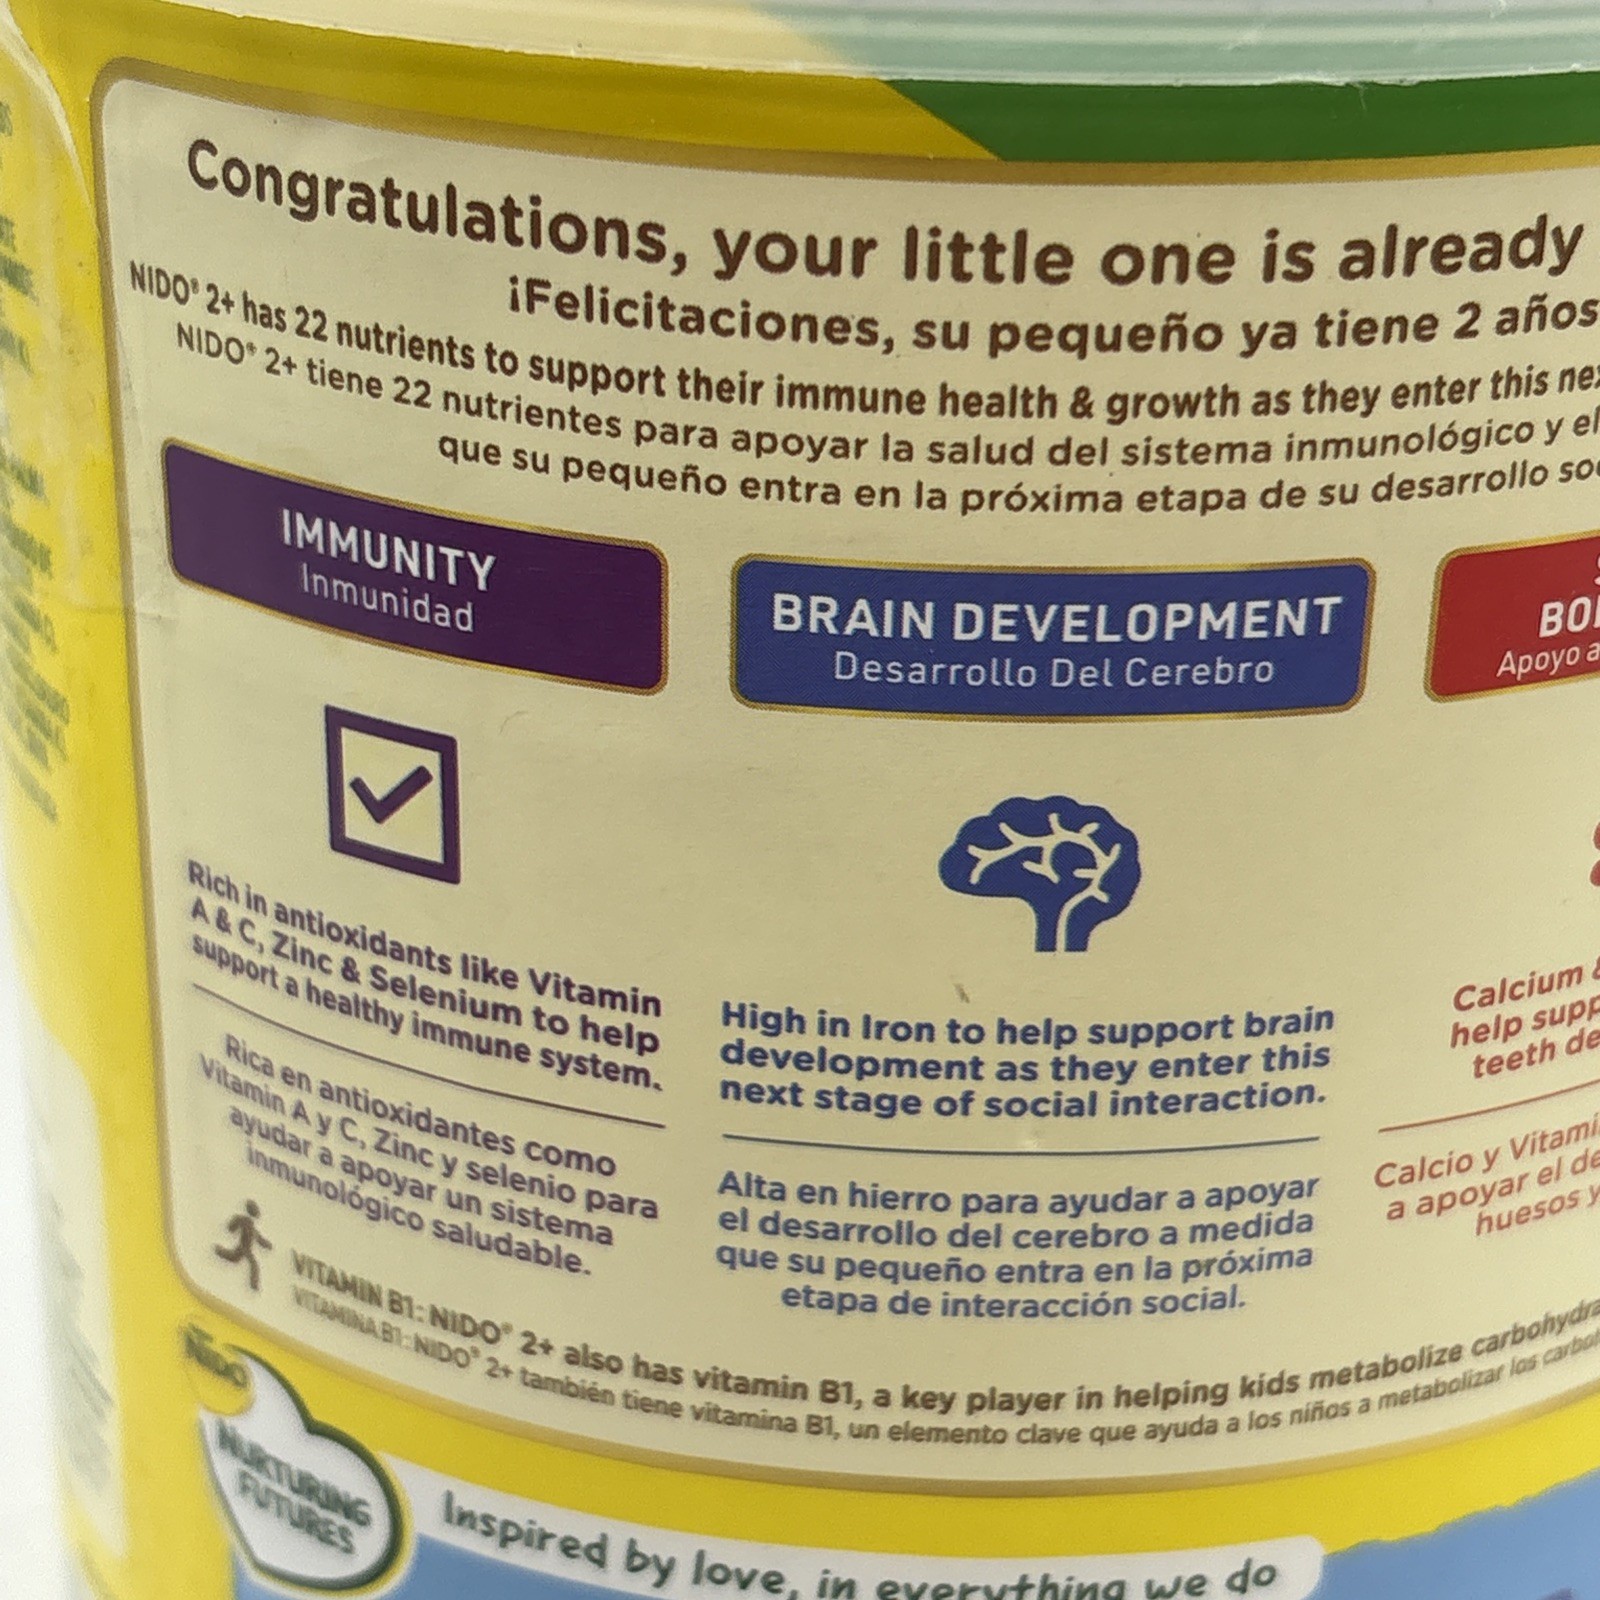 Congratulations, your little one is already
¡Felicitaciones, su pequeño ya tiene 2 años
NIDO® 2+ has 22 nutrients to support their immune health & growth as they enter this
NIDO® 2+ tiene 22 nutrientes para apoyar la salud del sistema inmunológico y el
que su pequeño entra en la próxima etapa de su desarrollo
IMMUNITY
Inmunidad
Rich in antioxidants like Vitamin
A & C, Zinc & Selenium to help
support a healthy immune system.
Rica en antioxidantes como
Vitamin A y C, Zinc y selenio para
ayudar a apoyar un sistema
inmunológico saludable.
BRAIN DEVELOPMENT
Desarrollo Del Cerebro
High in Iron to help support brain
development as they enter this
next stage of social interaction.
Alta en hierro para ayudar a apoyar
el desarrollo del cerebro a medida
que su pequeño entra en la próxima
etapa de interacción social.
Apoyo
Calcium
help
teeth
Calcio y
a apoyar el
huesos y
VITAMIN B1: NIDO® 2+ also has vitamin B1, a key player in helping kids metabolize
VITAMINA B1: NIDO® 2+ también tiene vitamina B1, un elemento clave que ayuda a los niños a metabolizar los
NIDO
NURTURING
FUTURES
Inspired by love, in everything we do